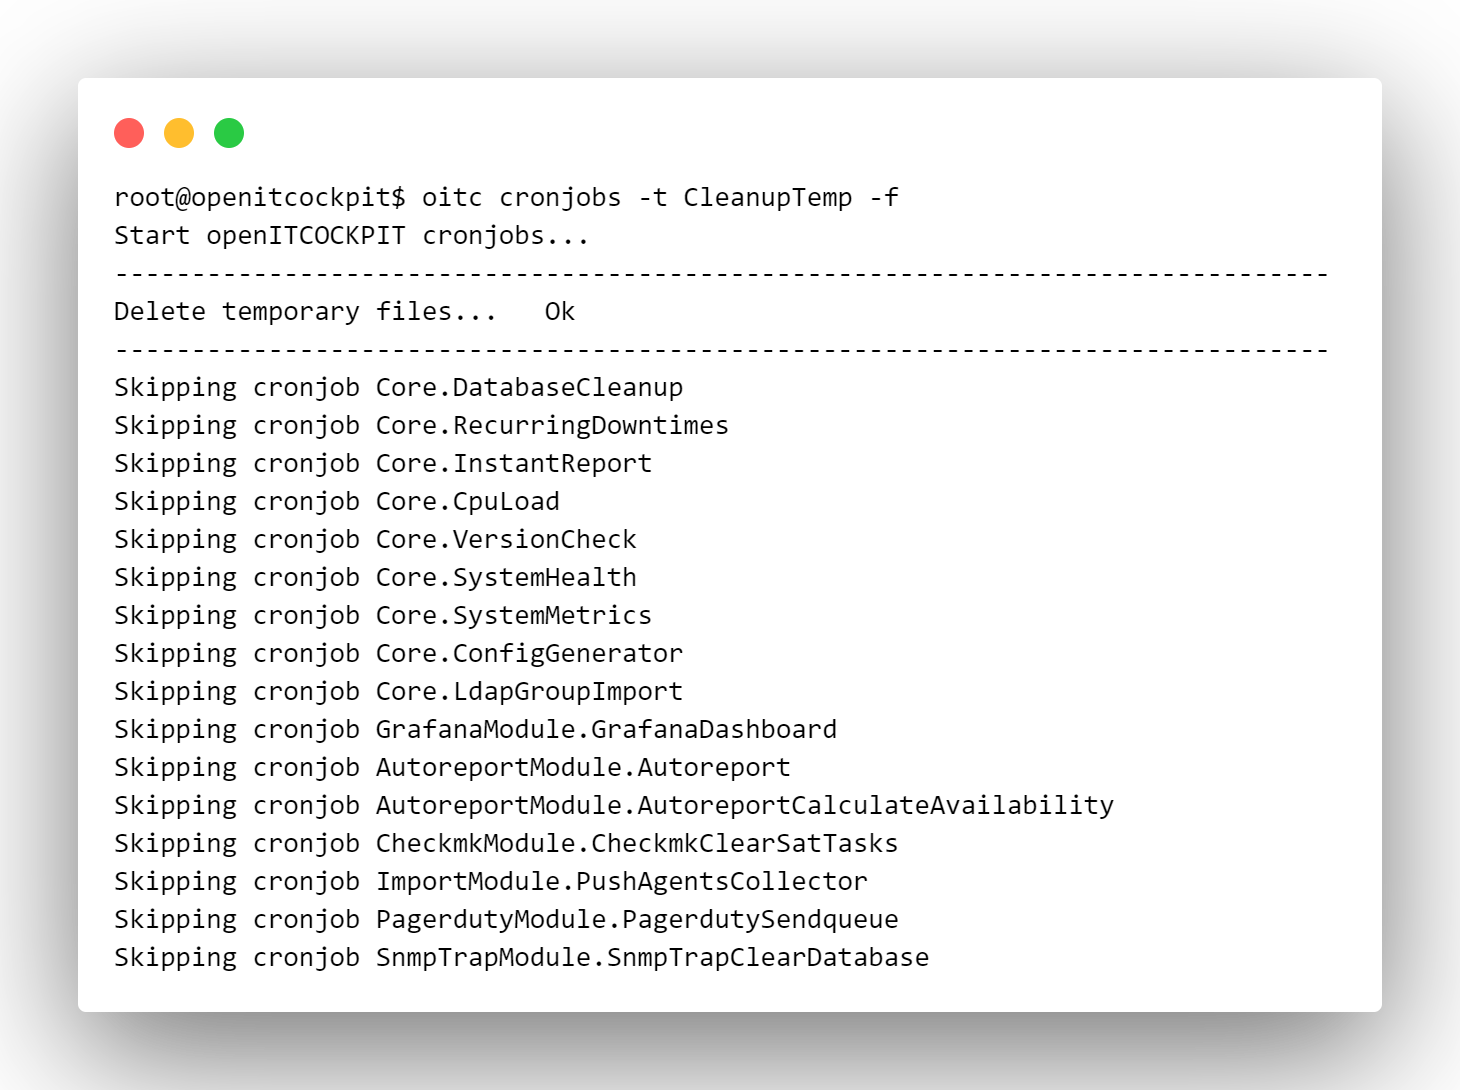 root@openitcockpit$ oitc cronjobs -t CleanupTemp -f
Start openITCOCKPIT cronjobs...
-------------------------------------------------------------------------------
Delete temporary files...   Ok
-------------------------------------------------------------------------------
Skipping cronjob Core.DatabaseCleanup
Skipping cronjob Core.RecurringDowntimes
Skipping cronjob Core.InstantReport
Skipping cronjob Core.CpuLoad
Skipping cronjob Core.VersionCheck
Skipping cronjob Core.SystemHealth
Skipping cronjob Core.SystemMetrics
Skipping cronjob Core.ConfigGenerator
Skipping cronjob Core.LdapGroupImport
Skipping cronjob GrafanaModule.GrafanaDashboard
Skipping cronjob AutoreportModule.Autoreport
Skipping cronjob AutoreportModule.AutoreportCalculateAvailability
Skipping cronjob CheckmkModule.CheckmkClearSatTasks
Skipping cronjob ImportModule.PushAgentsCollector
Skipping cronjob PagerdutyModule.PagerdutySendqueue
Skipping cronjob SnmpTrapModule.SnmpTrapClearDatabase